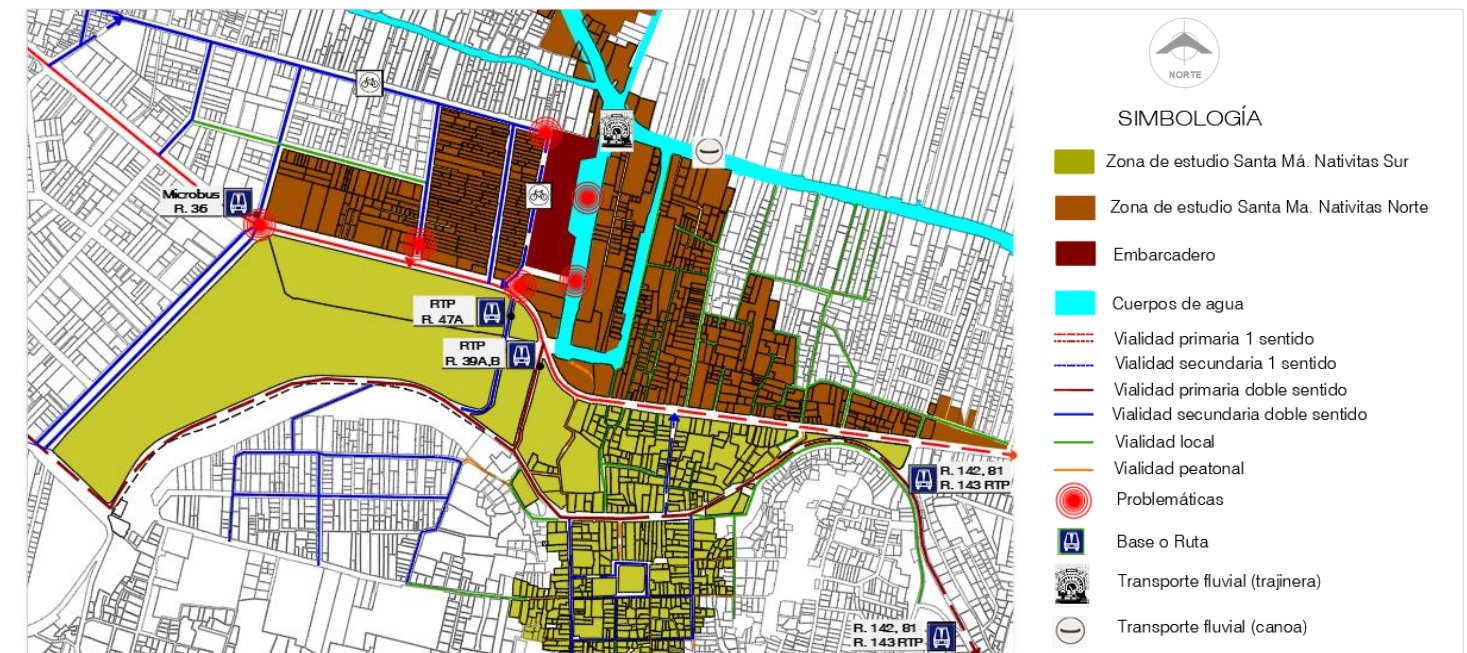 Microbus
R. 36
RTP
R. 47A
RTP
R. 39A,B
R. 142, 81
R. 143 RTP
R. 142, 81
R. 143 RTP
NORTE
SIMBOLOGÍA
Zona de estudio Santa Má. Nativitas Sur
Zona de estudio Santa Ma. Nativitas Norte
Embarcadero
Cuerpos de agua
Vialidad primaria 1 sentido
Vialidad secundaria 1 sentido
Vialidad primaria doble sentido
Vialidad secundaria doble sentido
Vialidad local
Vialidad peatonal
Problemáticas
Base o Ruta
Transporte fluvial (trajinera)
Transporte fluvial (canoa)